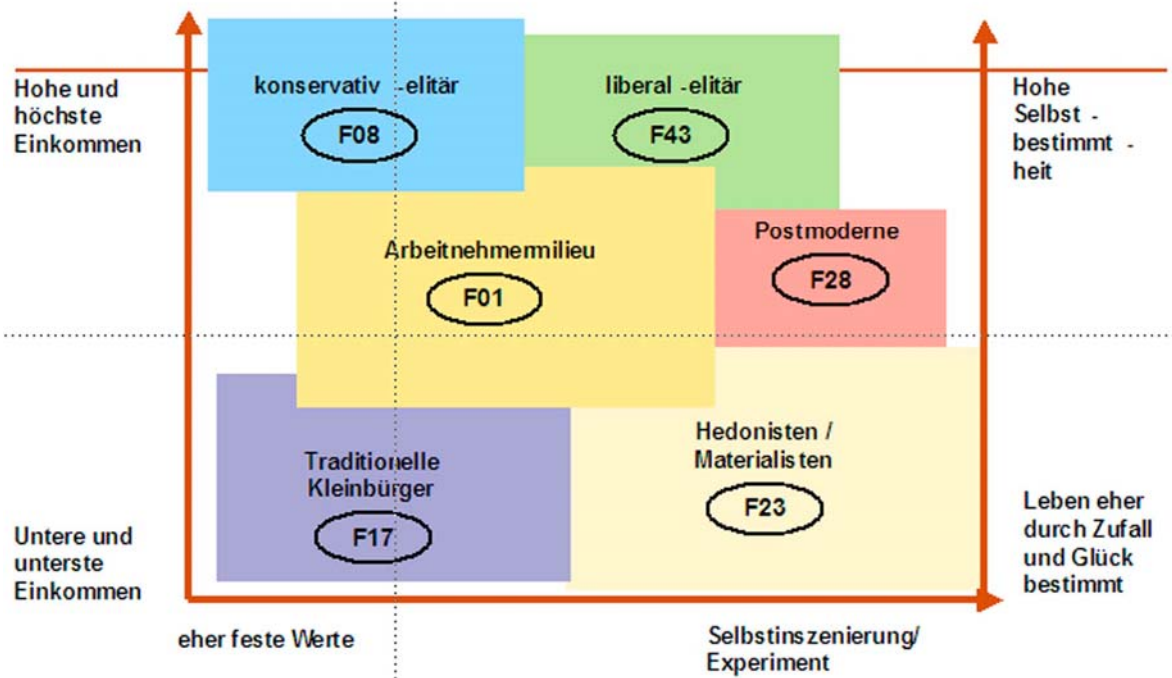 Hohe und
höchste
Einkommen
konservativ -elitär
F08
liberal -elitär
F43
Hohe
Selbst -
bestimmt -
heit
Arbeitnehmermilieu
F01
Postmoderne
F28
Traditionelle
Kleinbürger
F17
Hedonisten /
Materialisten
F23
Untere und
unterste
Einkommen
Leben eher
durch Zufall
und Glück
bestimmt
eher feste Werte
Selbstinszenierung/
Experiment